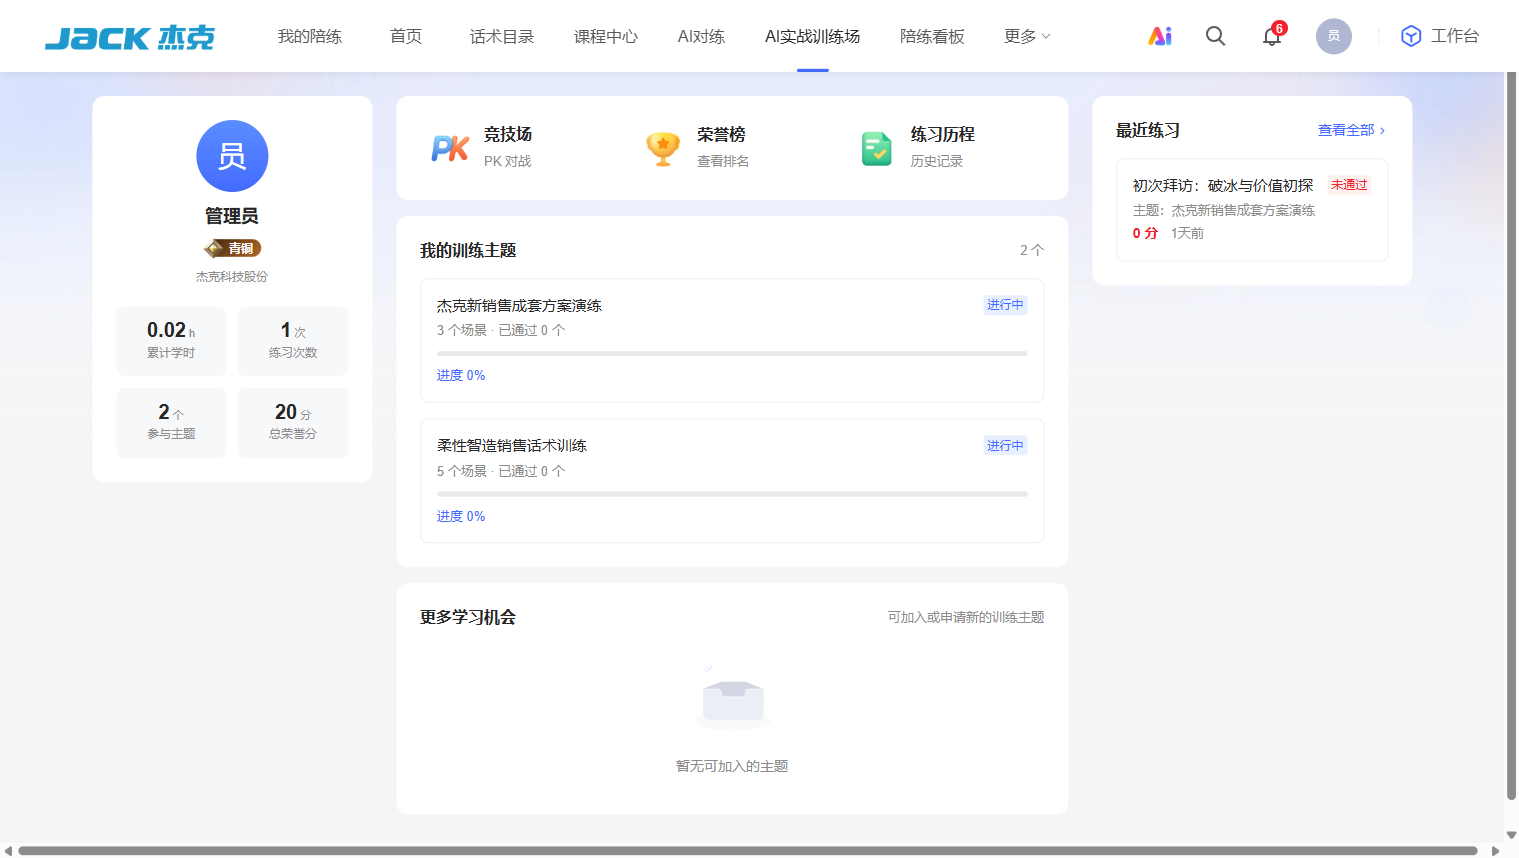 JACK 杰克
我的陪练
首页
话术目录
课程中心
AI对练
AI实战训练场
陪练看板
更多
Ai
6
员
工作台
员
管理员
青铜
杰克科技股份
0.02 h
累计学时
1 次
练习次数
2 个
参与主题
20 分
总荣誉分
PK
竞技场
PK 对战
荣誉榜
查看排名
练习历程
历史记录
我的训练主题
2 个
杰克新销售成套方案演练
进行中
3 个场景 · 已通过 0 个
进度 0%
柔性智造销售话术训练
进行中
5 个场景 · 已通过 0 个
进度 0%
更多学习机会
可加入或申请新的训练主题
暂无可加入的主题
最近练习
查看全部 ›
初次拜访：破冰与价值初探
未通过
主题：杰克新销售成套方案演练
0 分 1天前